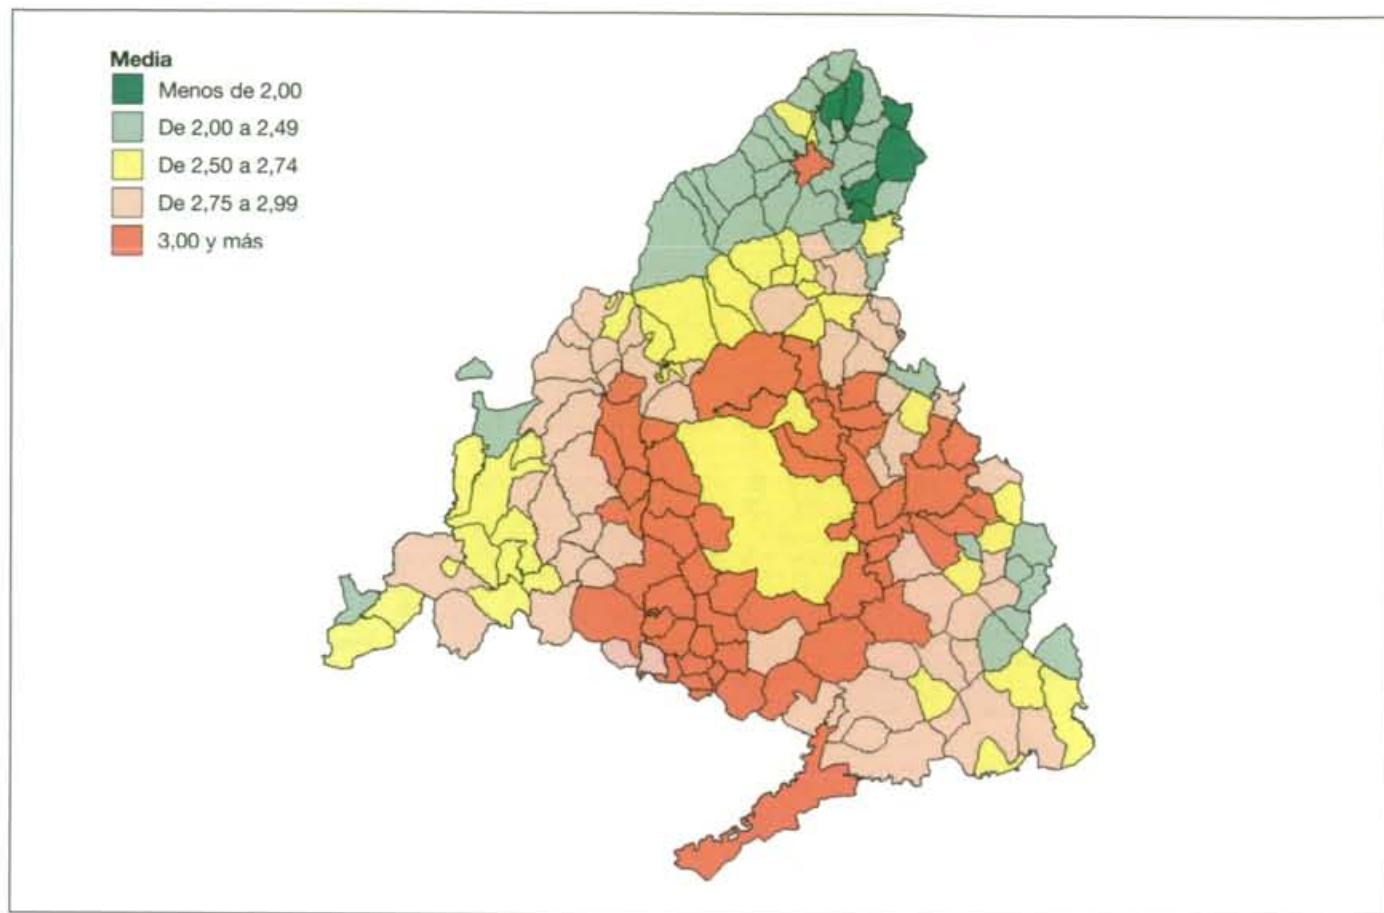 Media
Menos de 2,00
De 2,00 a 2,49
De 2,50 a 2,74
De 2,75 a 2,99
3,00 y más